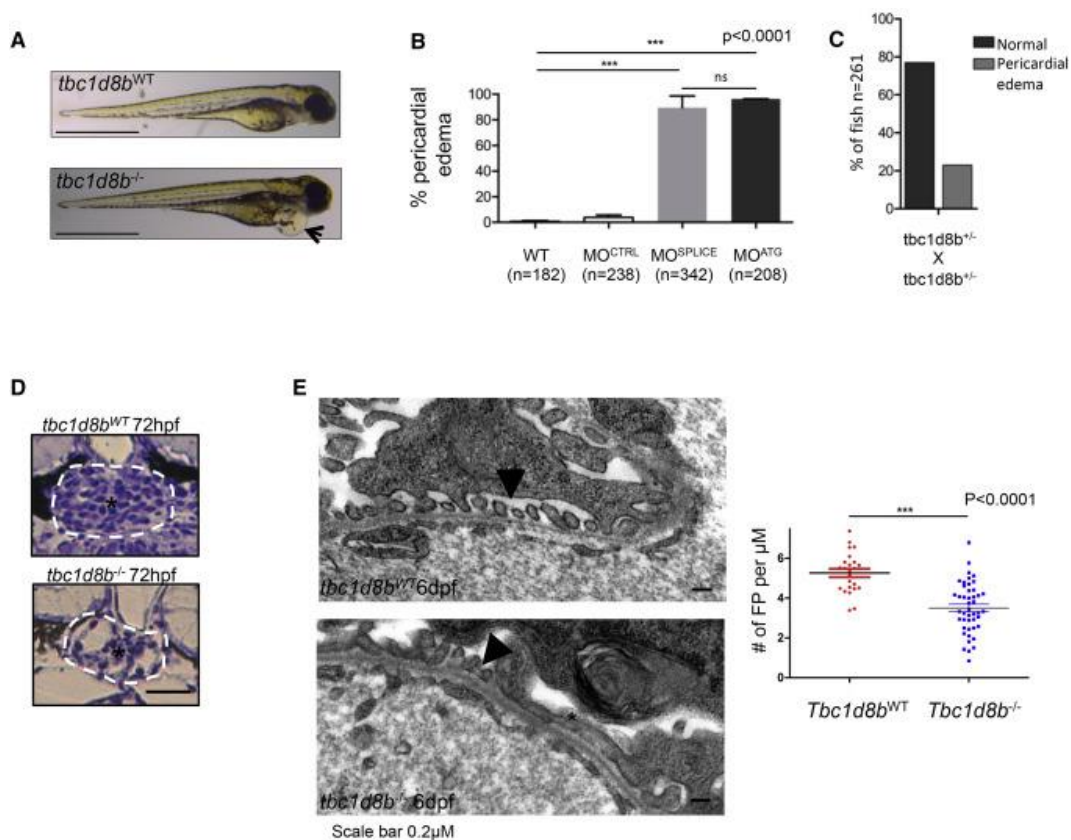 A
tbc1d8bWT
tbc1d8b-/-
B
p<0.0001
***
***
ns
% pericardial
edema
100
80
60
40
20
0
WT
(n=182)
MOCTRL
(n=238)
MOSPLICE
(n=342)
MOATG
(n=208)
C
% of fish n=261
80
60
40
20
0
Normal
Pericardial
edema
tbc1d8b+/-
X
tbc1d8b+/-
D
tbc1d8bWT 72hpf
*
tbc1d8b-/- 72hpf
*
E
tbc1d8bWT 6dpf
*
tbc1d8b-/- 6dpf
Scale bar 0.2μM
P<0.0001
***
# of FP per μM
6
4
2
0
Tbc1d8bWT
Tbc1d8b-/-